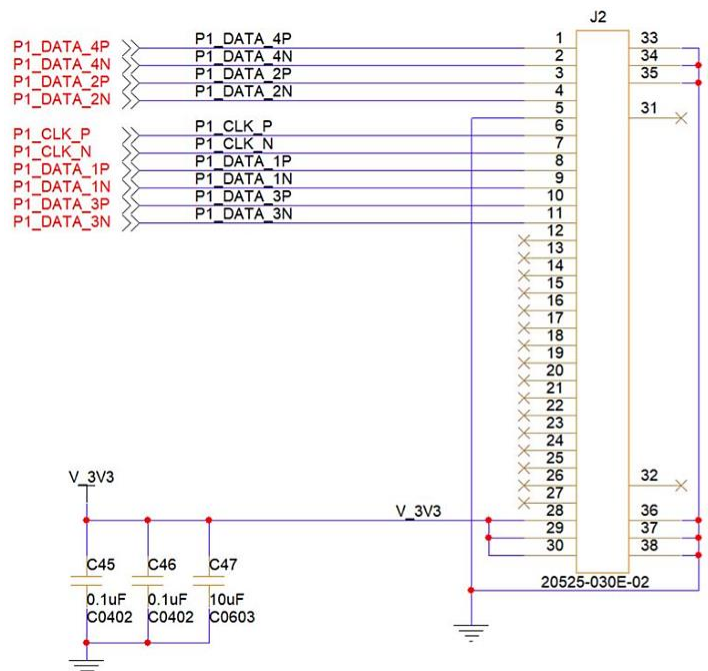 J2
P1_DATA_4P P1_DATA_4P 1 33
P1_DATA_4N P1_DATA_4N 2 34
P1_DATA_2P P1_DATA_2P 3 35
P1_DATA_2N P1_DATA_2N 4
5 31
P1_CLK_P P1_CLK_P 6
P1_CLK_N P1_CLK_N 7
P1_DATA_1P P1_DATA_1P 8
P1_DATA_1N P1_DATA_1N 9
P1_DATA_3P P1_DATA_3P 10
P1_DATA_3N P1_DATA_3N 11
12
13
14
15
16
17
18
19
20
21
22
23
24
25
26 32
27
V_3V3
V_3V3 28 36
29 37
30 38
C45 C46 C47
20525-030E-02
0.1uF 0.1uF 10uF
C0402 C0402 C0603